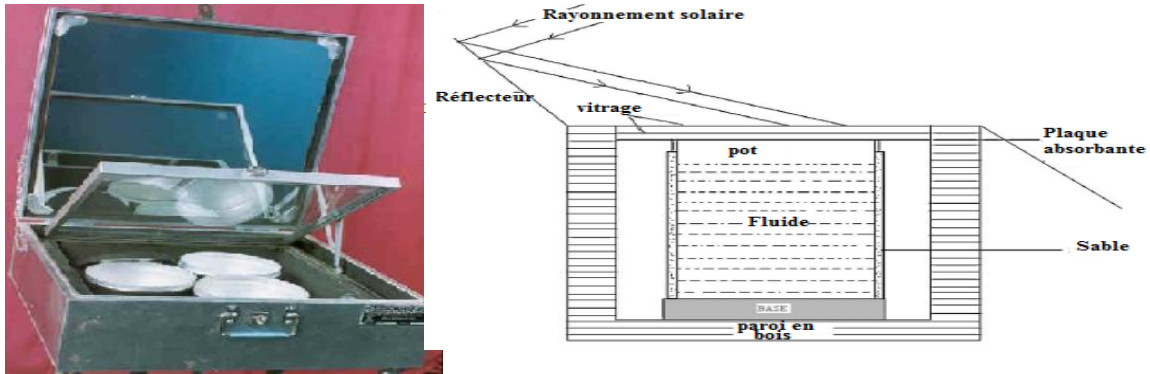 Rayonnement solaire
Réflecteur
vitrage
Plaque
absorbante
pot
Fluide
Sable
BASE
paroi en
bois